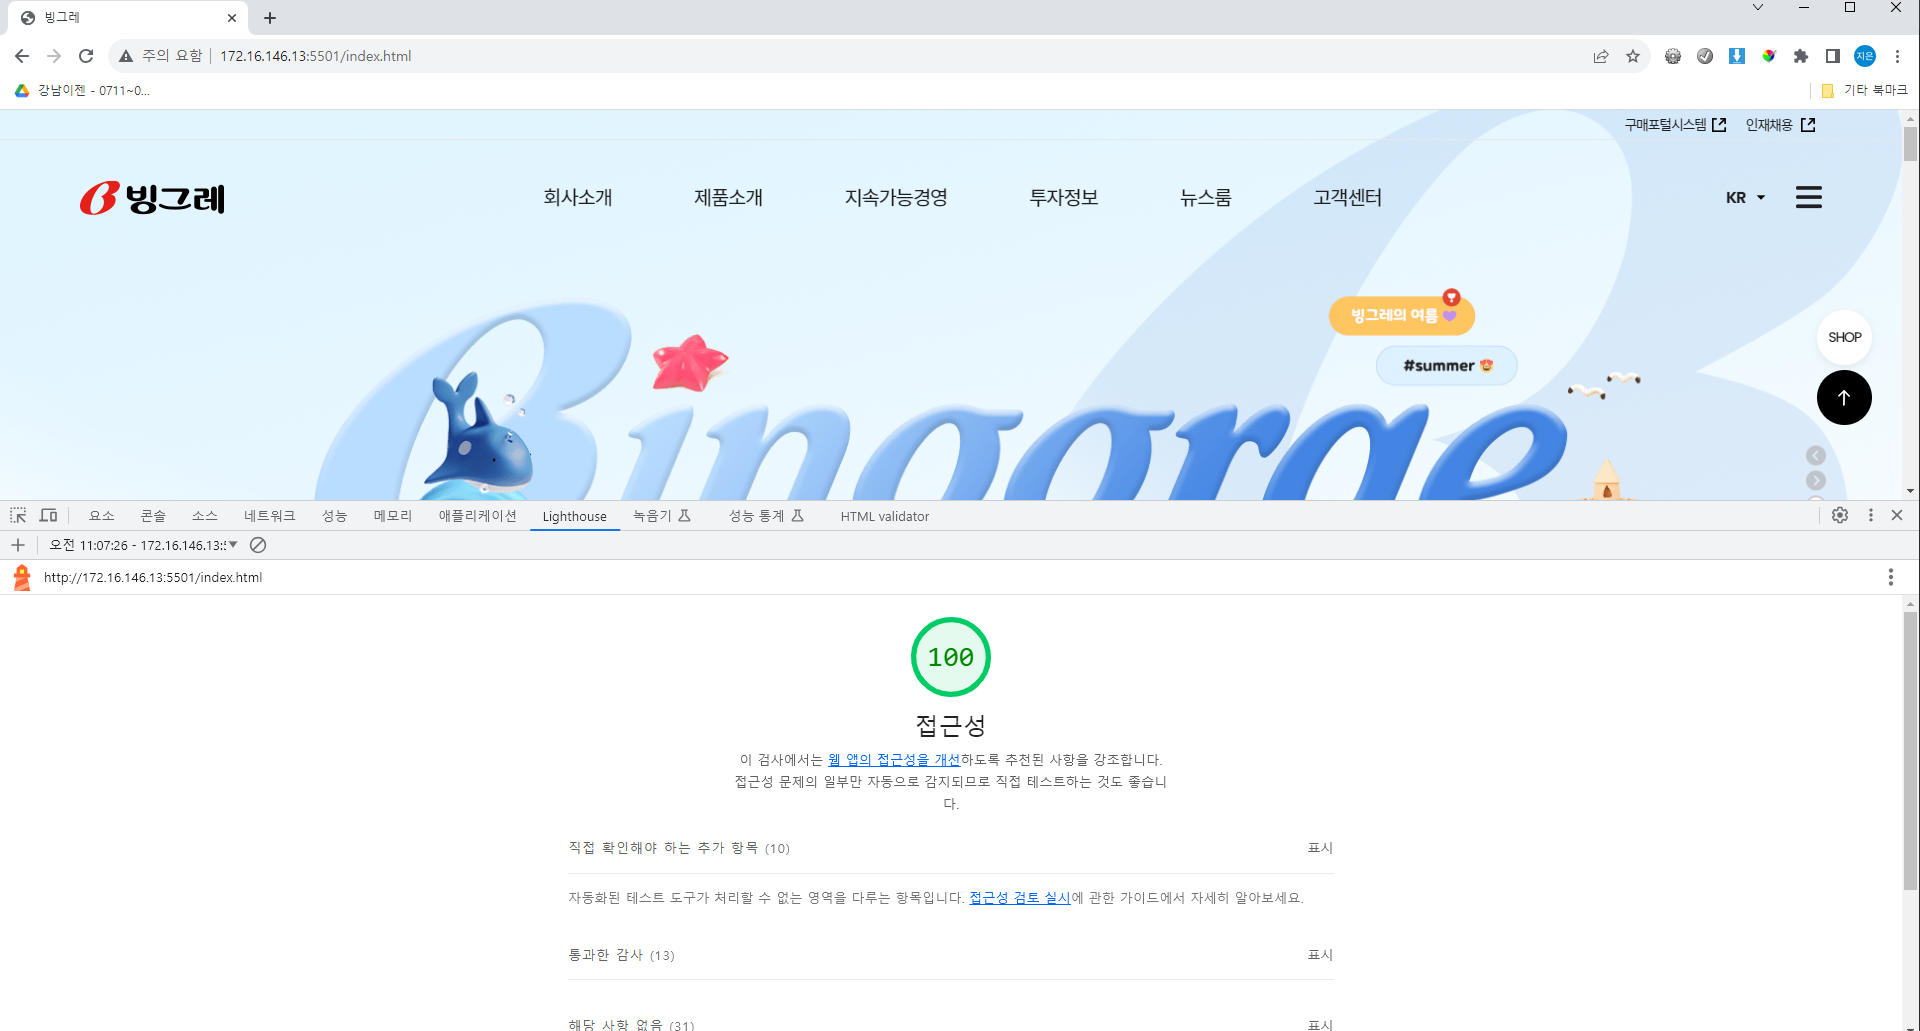 빙그레
주의 요함 172.16.146.13:5501/index.html
지은
강남이젠 - 0711~0...
기타 북마크
구매포털시스템 인재채용
빙그레 회사소개 제품소개 지속가능경영 투자정보 뉴스룸 고객센터 KR
빙그레의 여름
#summer
SHOP
Binggrae
요소 콘솔 소스 네트워크 성능 메모리 애플리케이션 Lighthouse 녹음기 성능 통계 HTML validator
오전 11:07:26 - 172.16.146.13:5
http://172.16.146.13:5501/index.html
100
접근성
이 검사에서는 웹 앱의 접근성을 개선하도록 추천된 사항을 강조합니다.
접근성 문제의 일부만 자동으로 감지되므로 직접 테스트하는 것도 좋습니
다.
직접 확인해야 하는 추가 항목 (10) 표시
자동화된 테스트 도구가 처리할 수 없는 영역을 다루는 항목입니다. 접근성 검토 실시에 관한 가이드에서 자세히 알아보세요.
통과한 감사 (13) 표시
해당 사항 없음 (31) 표시